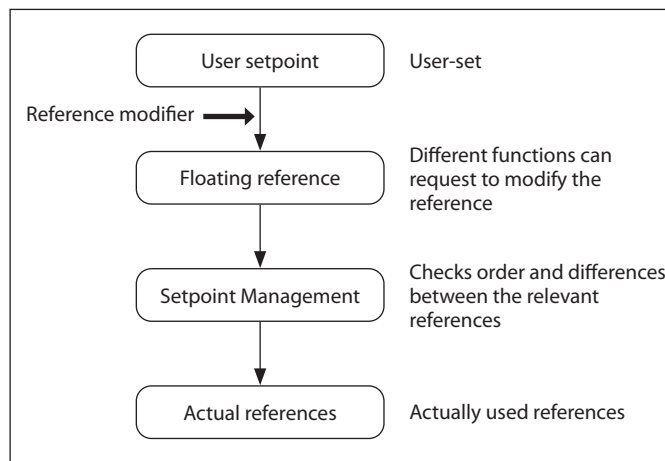 User setpoint
User-set
Reference modifier
Floating reference
Different functions can
request to modify the
reference
Setpoint Management
Checks order and differences
between the relevant
references
Actual references
Actually used references